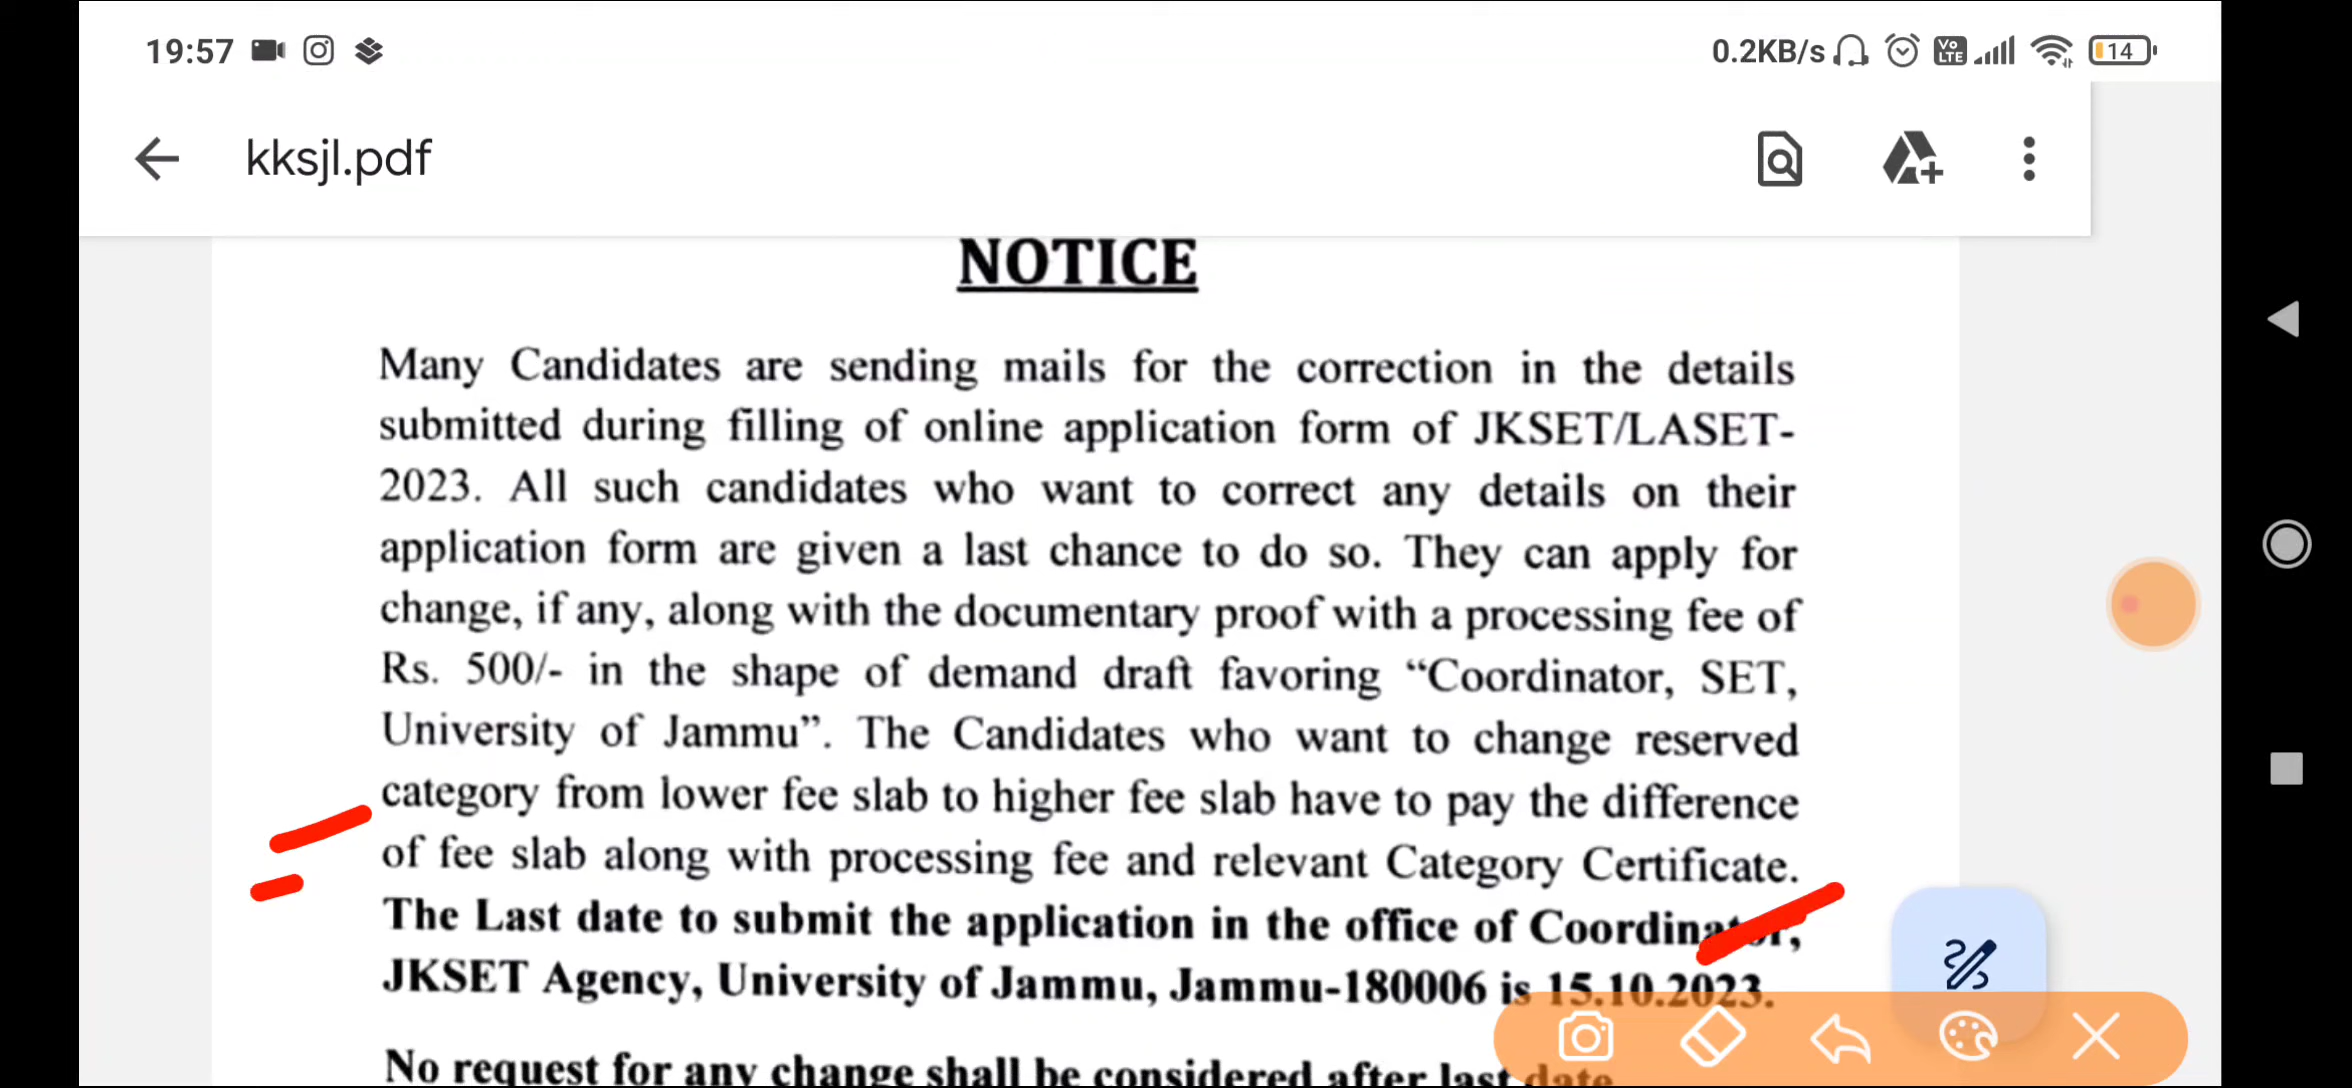 19:57
0.2KB/s Vo LTE 14
kksjl.pdf
NOTICE
Many Candidates are sending mails for the correction in the details
submitted during filling of online application form of JKSET/LASET-
2023. All such candidates who want to correct any details on their
application form are given a last chance to do so. They can apply for
change, if any, along with the documentary proof with a processing fee of
Rs. 500/- in the shape of demand draft favoring “Coordinator, SET,
University of Jammu”. The Candidates who want to change reserved
category from lower fee slab to higher fee slab have to pay the difference
of fee slab along with processing fee and relevant Category Certificate.
The Last date to submit the application in the office of Coordinator,
JKSET Agency, University of Jammu, Jammu-180006 is 15.10.2023.
No request for any change shall be considered after last date